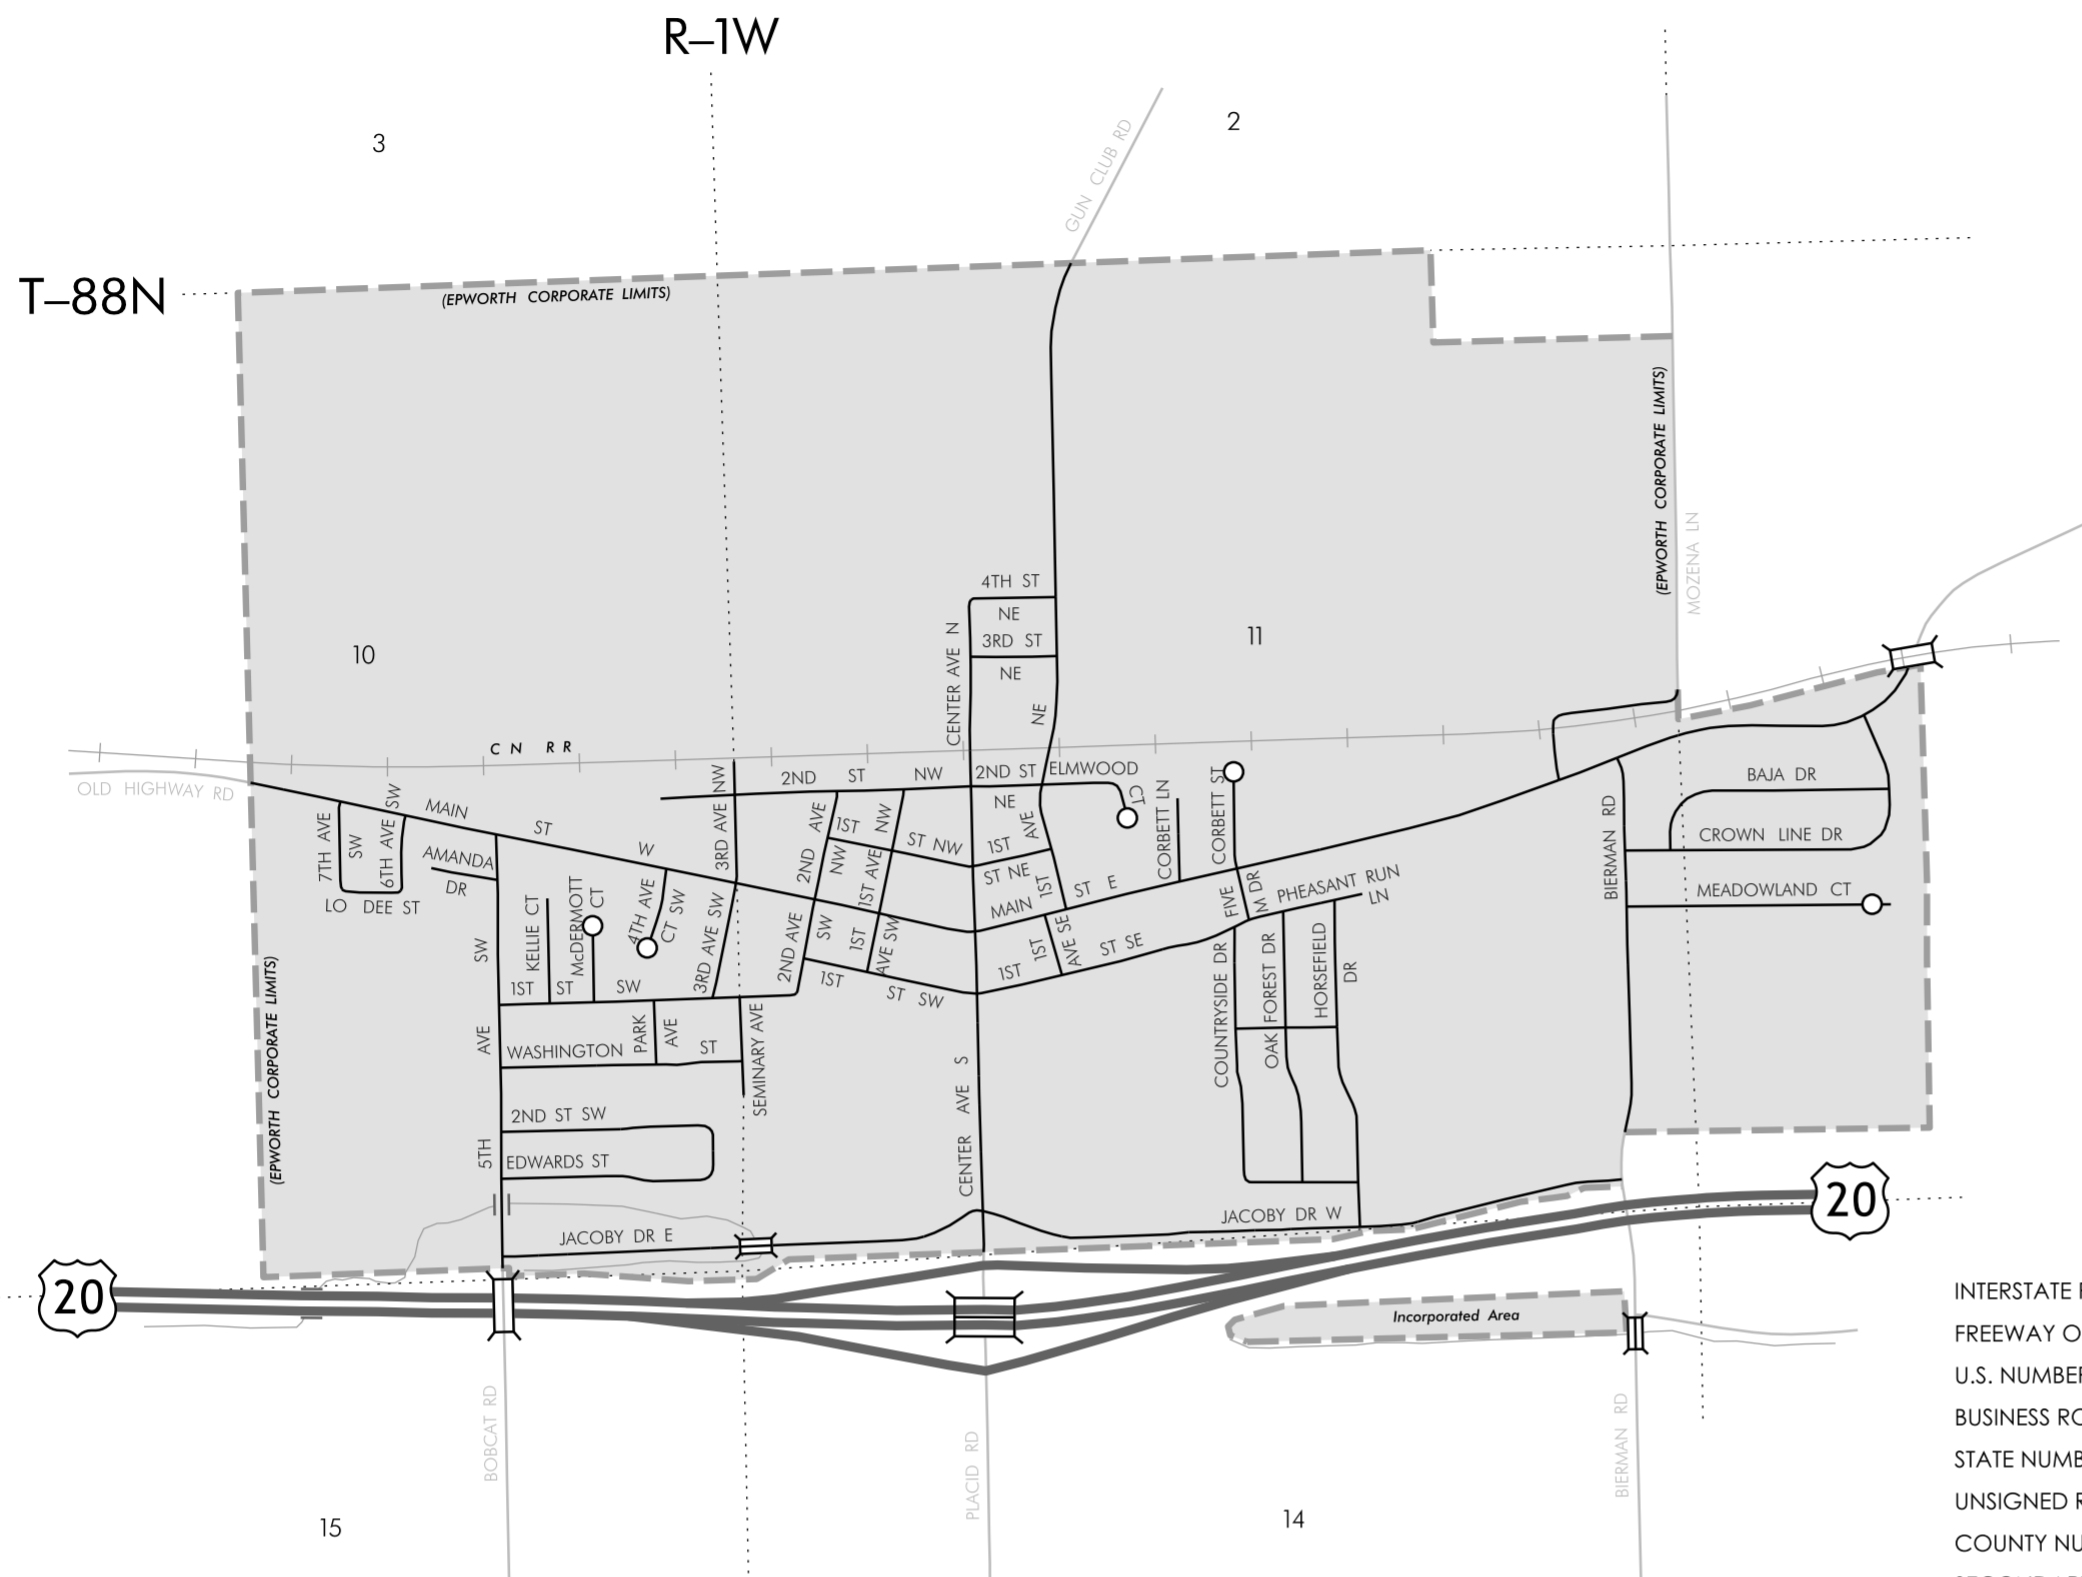 R–1W
3
2
GUN CLUB RD
T–88N
(EPWORTH CORPORATE LIMITS)
(EPWORTH CORPORATE LIMITS)
MOZENA LN
4TH ST
NE
3RD ST
NE
10
11
CENTER AVE N
NE
C N R R
OLD HIGHWAY RD
MAIN
ST
W
7TH AVE
SW
6TH AVE
SW
LO DEE ST
AMANDA
DR
3RD AVE NW
2ND ST NW
2ND ST
NE
ELMWOOD
CT
2ND AVE
NW
1ST
ST NW
1ST AVE
NW
1ST
ST NE
1ST
AVE
CORBETT LN
CORBETT ST
MAIN
ST E
FIVE
M DR
PHEASANT RUN
LN
BIERMAN RD
BAJA DR
CROWN LINE DR
MEADOWLAND CT
KELLIE CT
McDERMOTT
CT
4TH AVE
CT SW
3RD AVE SW
2ND AVE
SW
1ST
AVE SW
1ST
AVE SE
1ST ST SW
1ST
ST SW
1ST
ST SE
COUNTRYSIDE DR
OAK FOREST DR
HORSEFIELD
DR
(EPWORTH CORPORATE LIMITS)
5TH
AVE
SW
WASHINGTON
ST
PARK
AVE
SEMINARY AVE
2ND ST SW
EDWARDS ST
CENTER AVE S
JACOBY DR E
JACOBY DR W
20
20
Incorporated Area
BOBCAT RD
PLACID RD
BIERMAN RD
15
14
INTERSTATE
FREEWAY
U.S.
BUSINESS
STATE
UNSIGNED
COUNTY